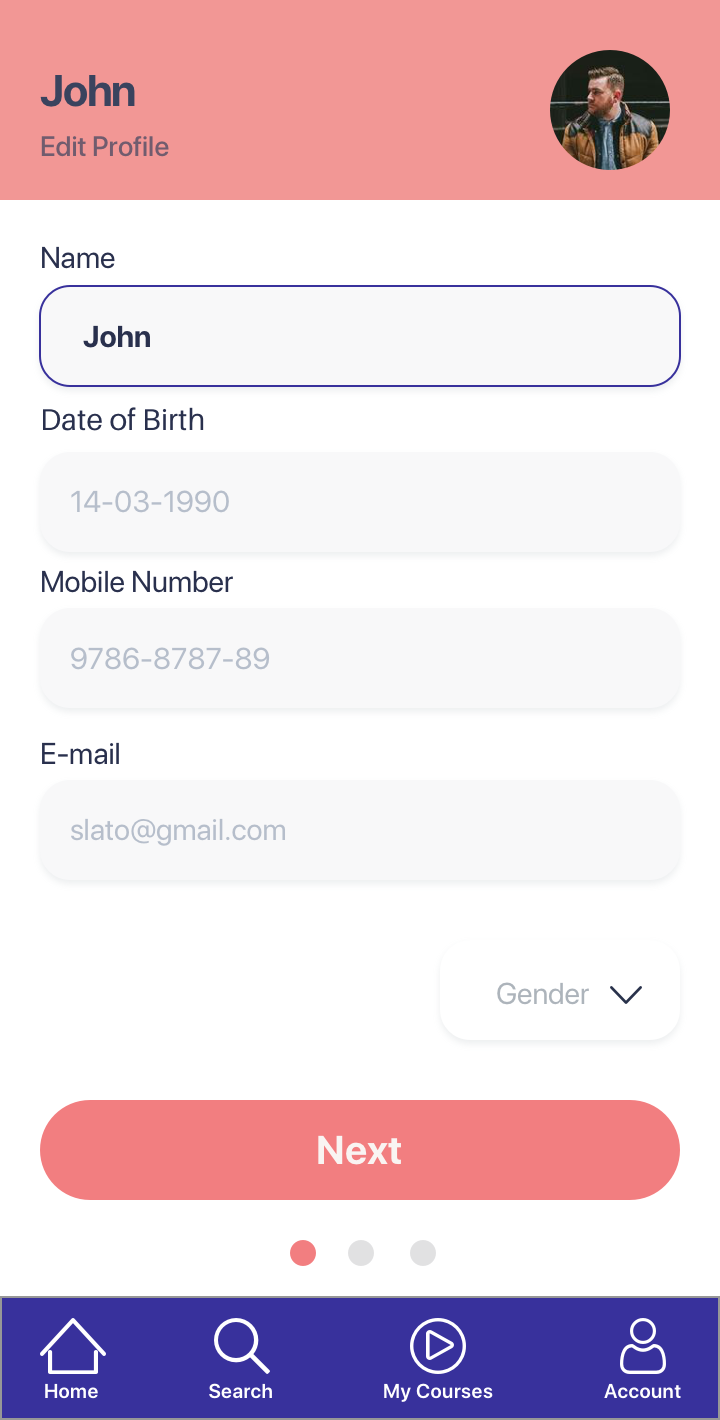 John
Edit Profile
Name
John
Date of Birth
14-03-1990
Mobile Number
9786-8787-89
E-mail
slato@gmail.com
Gender
Next
Home
Search
My Courses
Account